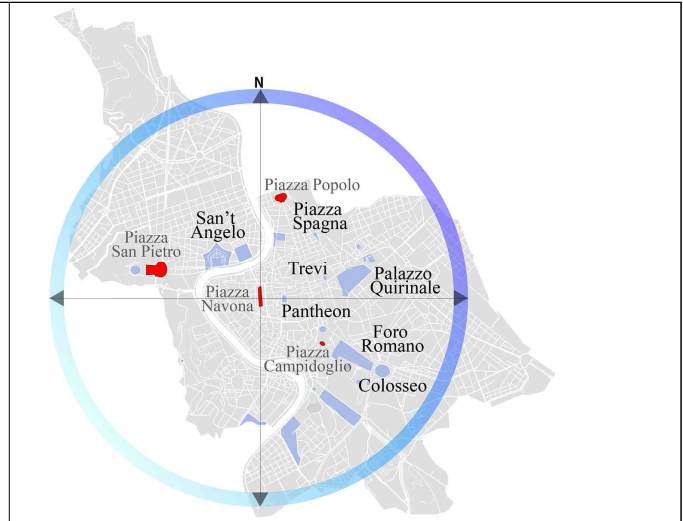 N
Piazza Popolo
Piazza
Spagna
San't
Angelo
Piazza
San Pietro
Trevi
Palazzo
Quirinale
Piazza
Navona
Pantheon
Foro
Romano
Piazza
Campidoglio
Colosseo